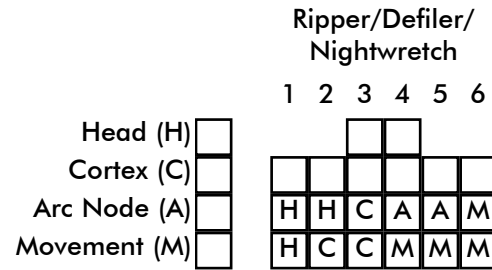 Ripper/Defiler/
Nightwretch
1 2 3 4 5 6
Head (H)
Cortex (C)
Arc Node (A) H H C A A M
Movement (M) H C C M M M